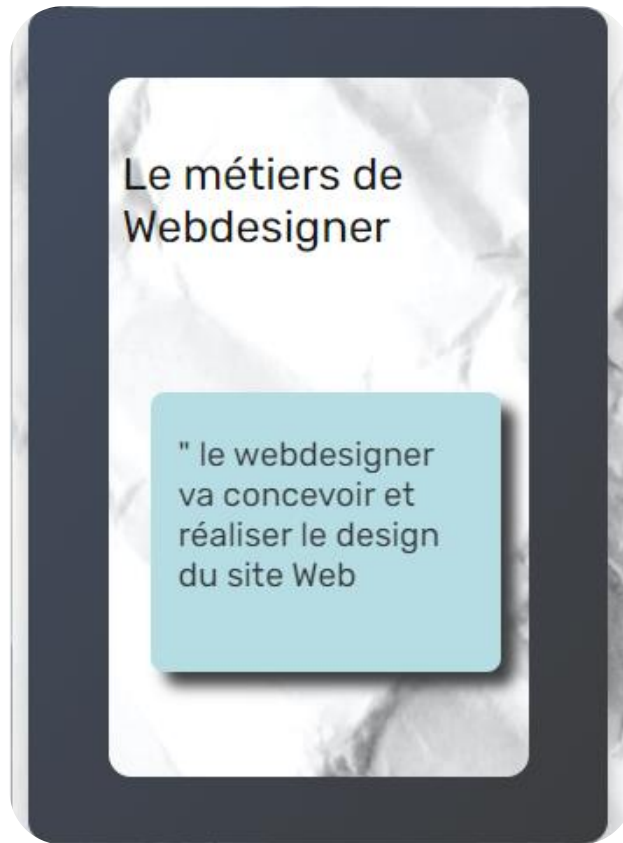 Le métiers de
Webdesigner
" le webdesigner
va concevoir et
réaliser le design
du site Web